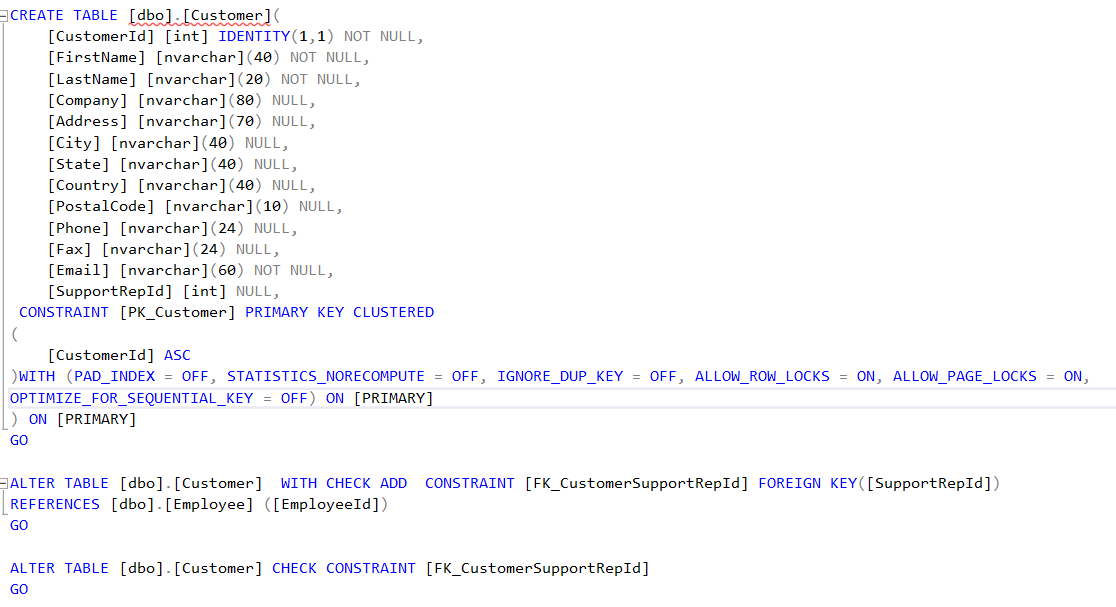 CREATE TABLE [dbo].[Customer](
    [CustomerId] [int] IDENTITY(1,1) NOT NULL,
    [FirstName] [nvarchar](40) NOT NULL,
    [LastName] [nvarchar](20) NOT NULL,
    [Company] [nvarchar](80) NULL,
    [Address] [nvarchar](70) NULL,
    [City] [nvarchar](40) NULL,
    [State] [nvarchar](40) NULL,
    [Country] [nvarchar](40) NULL,
    [PostalCode] [nvarchar](10) NULL,
    [Phone] [nvarchar](24) NULL,
    [Fax] [nvarchar](24) NULL,
    [Email] [nvarchar](60) NOT NULL,
    [SupportRepId] [int] NULL,
 CONSTRAINT [PK_Customer] PRIMARY KEY CLUSTERED
(
    [CustomerId] ASC
)WITH (PAD_INDEX = OFF, STATISTICS_NORECOMPUTE = OFF, IGNORE_DUP_KEY = OFF, ALLOW_ROW_LOCKS = ON, ALLOW_PAGE_LOCKS = ON,
OPTIMIZE_FOR_SEQUENTIAL_KEY = OFF) ON [PRIMARY]
) ON [PRIMARY]
GO

ALTER TABLE [dbo].[Customer]  WITH CHECK ADD  CONSTRAINT [FK_CustomerSupportRepId] FOREIGN KEY([SupportRepId])
REFERENCES [dbo].[Employee] ([EmployeeId])
GO

ALTER TABLE [dbo].[Customer] CHECK CONSTRAINT [FK_CustomerSupportRepId]
GO